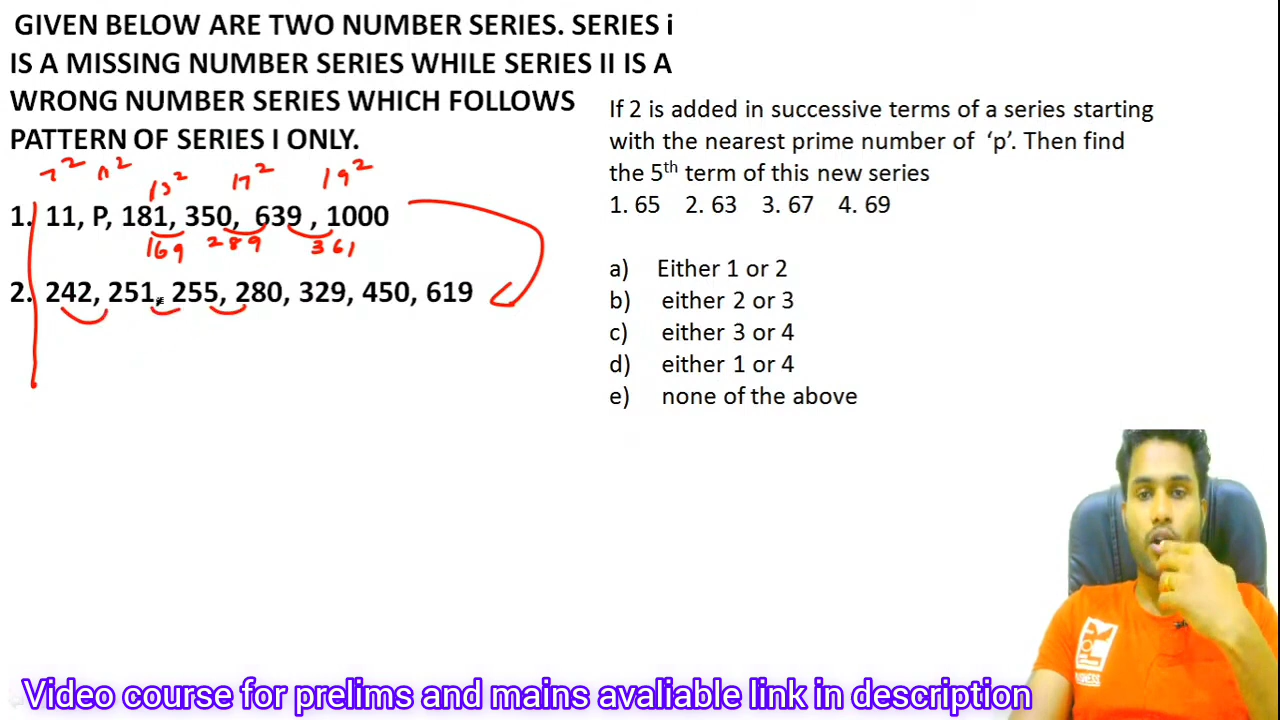 GIVEN BELOW ARE TWO NUMBER SERIES. SERIES i
IS A MISSING NUMBER SERIES WHILE SERIES II IS A
WRONG NUMBER SERIES WHICH FOLLOWS
PATTERN OF SERIES I ONLY.
7² 11² 13² 17² 19²
1. 11, P, 181, 350, 639 , 1000
169 289 361
2. 242, 251, 255, 280, 329, 450, 619
If 2 is added in successive terms of a series starting
with the nearest prime number of ‘p’. Then find
the 5th term of this new series
1. 65 2. 63 3. 67 4. 69
a) Either 1 or 2
b) either 2 or 3
c) either 3 or 4
d) either 1 or 4
e) none of the above
Video course for prelims and mains avaliable link in description